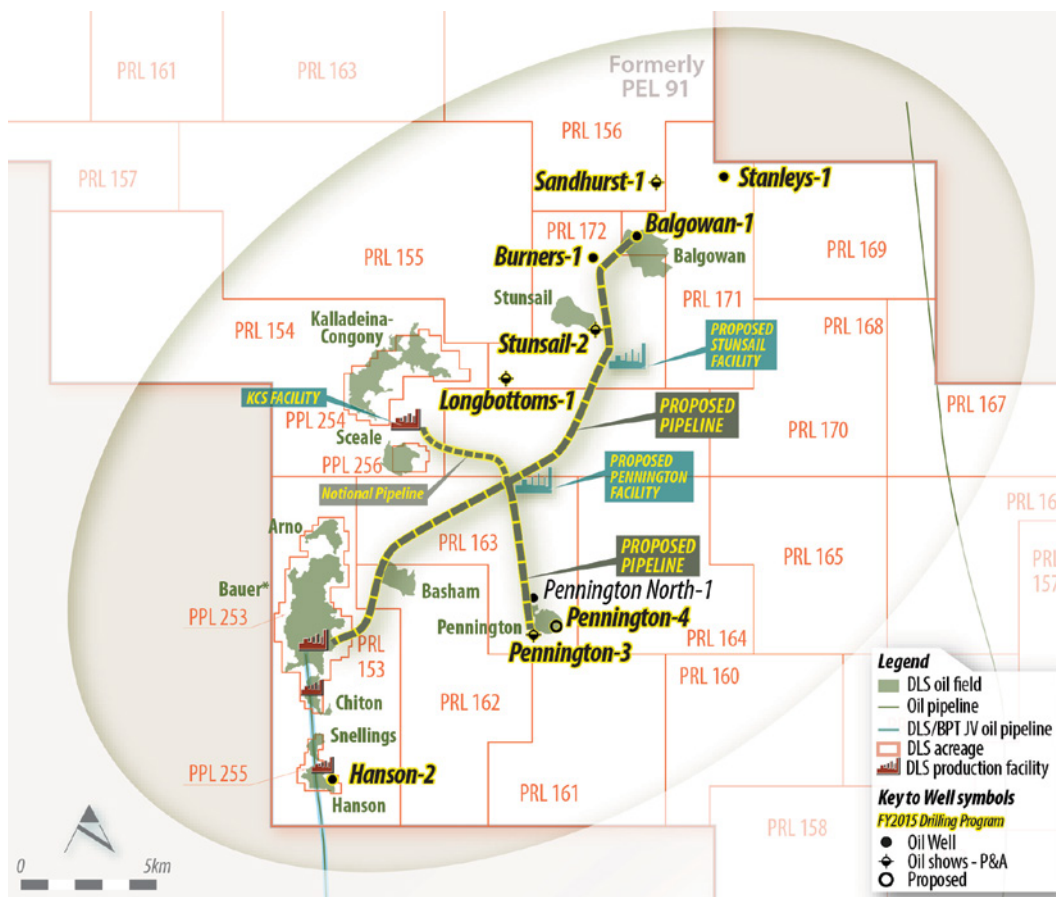 PRL 161
PRL 163
Formerly
PEL 91
PRL 156
PRL 157
Sandhurst-1
Stanleys-1
PRL 172
Balgowan-1
PRL 155
Burners-1
Balgowan
PRL 169
Stunsail
PRL 171
PRL 154
Kalladeina-
Congony
PROPOSED
STUNSAIL
FACILITY
PRL 168
Stunsail-2
KCS FACILITY
Longbottoms-1
PROPOSED
PIPELINE
PRL 167
PPL 254
Sceale
PRL 170
PPL 256
PROPOSED
PENNINGTON
FACILITY
Notional Pipeline
Arno
PRL 163
PROPOSED
PIPELINE
PRL 165
PRL
157
Bauer*
Basham
Pennington North-1
PPL 253
Pennington
Pennington-4
PRL 164
PRL
153
Pennington-3
PRL 160
Chiton
PRL 162
Snellings
PPL 255
Hanson-2
Hanson
PRL 161
PRL 158
0
5km
Legend
DLS oil field
Oil pipeline
DLS/BPT JV oil pipeline
DLS acreage
DLS production facility
Key to Well symbols
FY2015 Drilling Program
Oil Well
Oil shows - P&A
Proposed